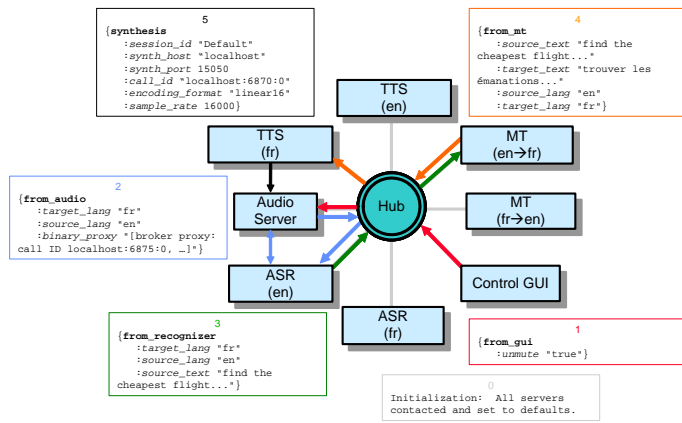 5
{synthesis
:session_id "Default"
:synth_host "localhost"
:synth_port 15050
:call_id "localhost:6870:0"
:encoding_format "linear16"
:sample_rate 16000}
4
{from_mt
:source_text "find the
cheapest flight..."
:target_text "trouver les
émanations..."
:source_lang "en"
:target_lang "fr"}
TTS
(en)
TTS
(fr)
MT
(en→fr)
2
{from_audio
:target_lang "fr"
:source_lang "en"
:binary_proxy "[broker proxy:
call ID localhost:6875:0, …]"}
Audio
Server
Hub
MT
(fr→en)
ASR
(en)
Control GUI
ASR
(fr)
3
{from_recognizer
:target_lang "fr"
:source_lang "en"
:source_text "find the
cheapest flight..."}
1
{from_gui
:unmute "true"}
0
Initialization: All servers
contacted and set to defaults.